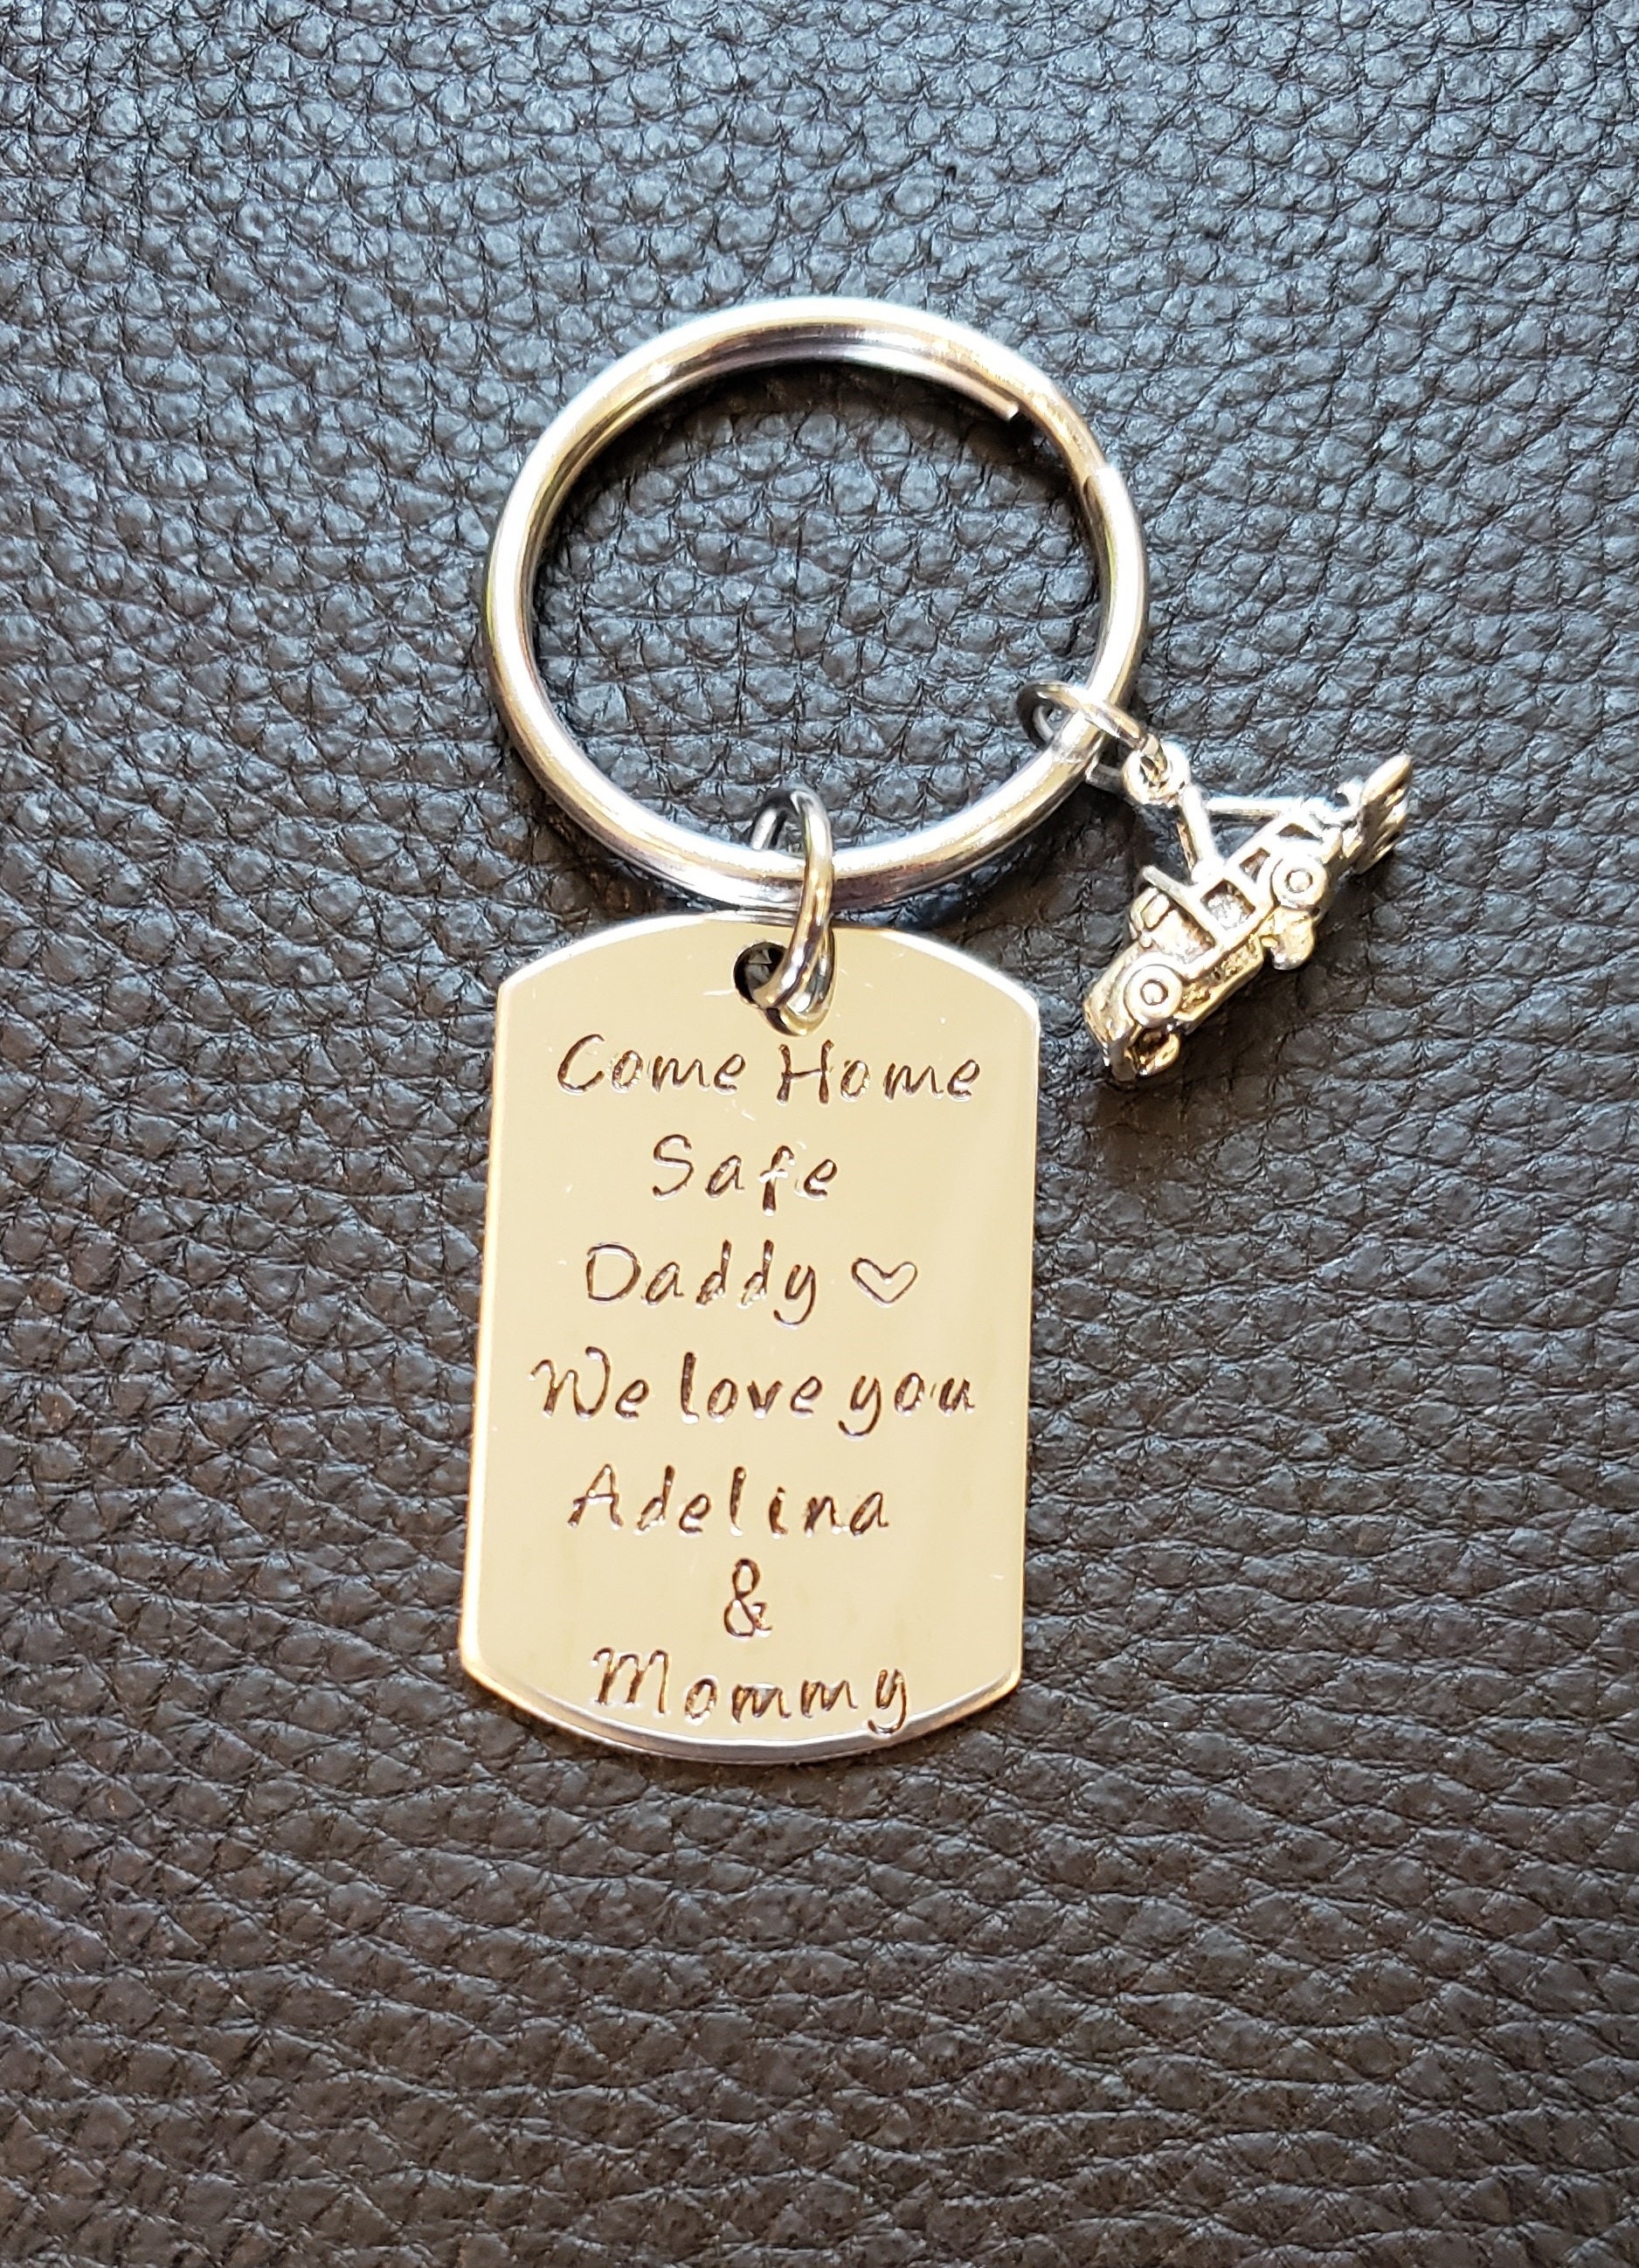 Come Home
Safe
Daddy ♡
We love you
Adelina
&
Mommy